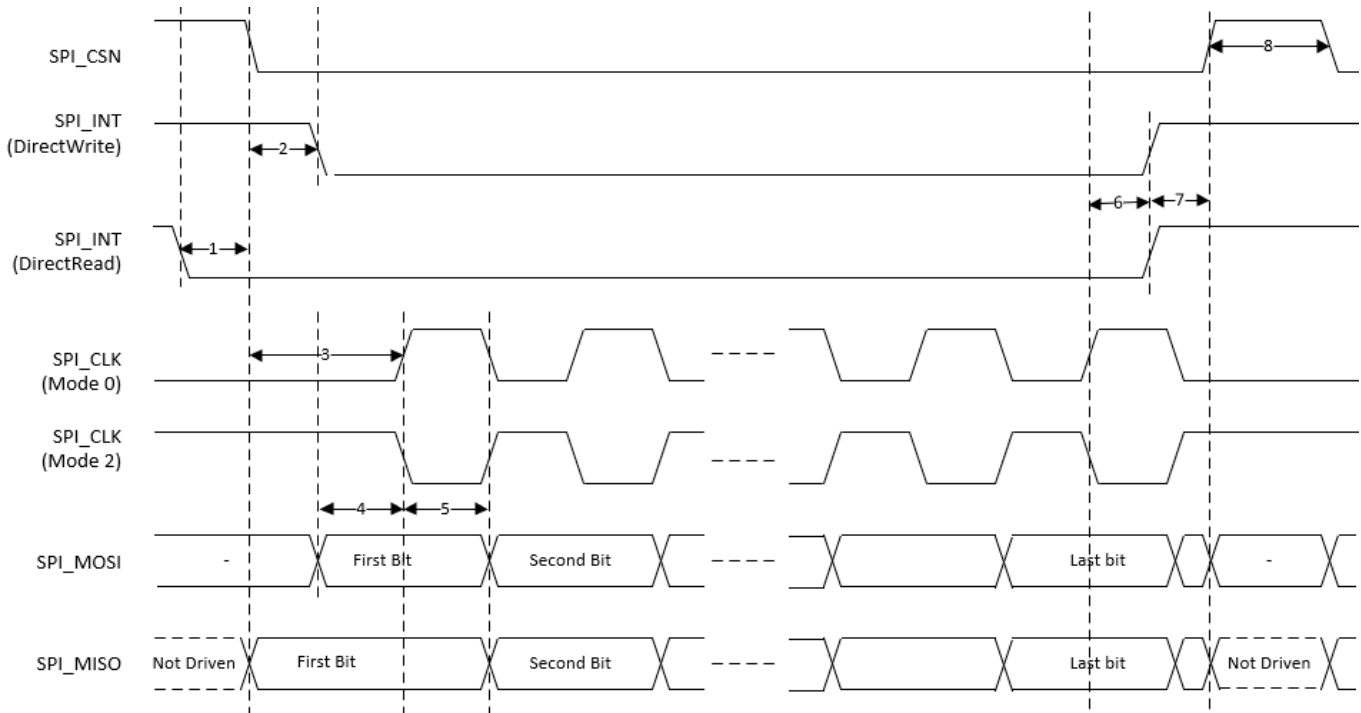 SPI_CSN
8
SPI_INT
(DirectWrite)
2
6
7
SPI_INT
(DirectRead)
1
SPI_CLK
(Mode 0)
3
SPI_CLK
(Mode 2)
4
5
SPI_MOSI
-
First Bit
Second Bit
Last bit
-
SPI_MISO
Not Driven
First Bit
Second Bit
Last bit
Not Driven